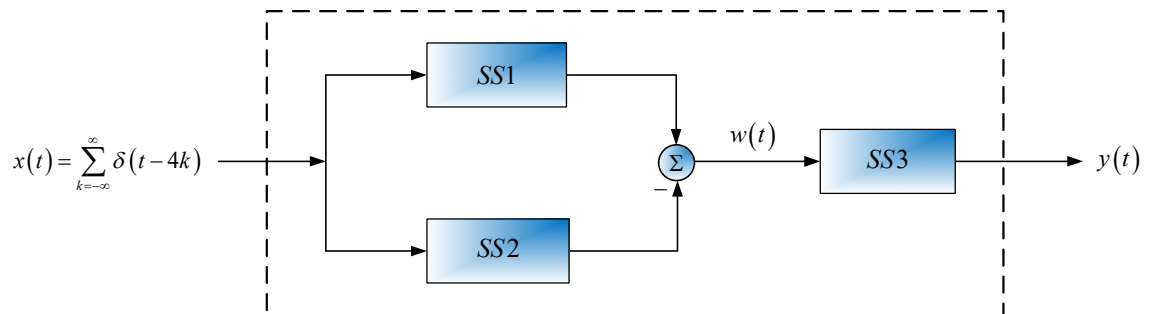 SS1
w(t)
x(t) = ∑_{k=-∞}^{∞} δ(t-4k)
Σ
SS3
y(t)
−
SS2